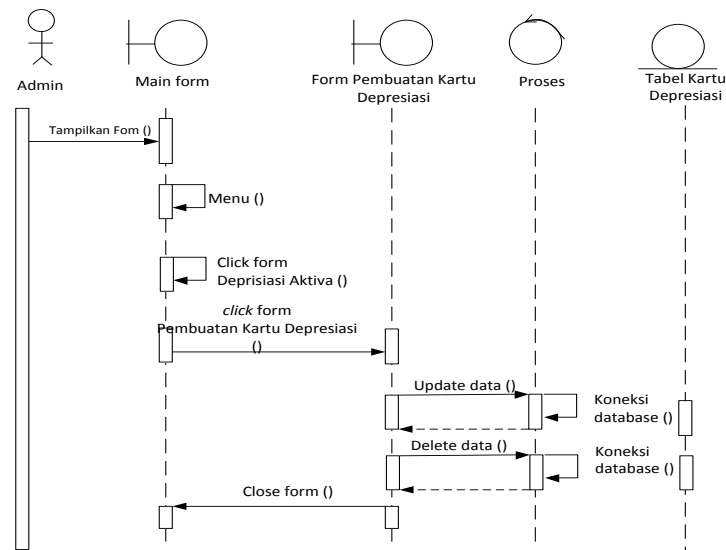 Admin
Main form
Form Pembuatan Kartu
Depresiasi
Proses
Tabel Kartu
Depresiasi
Tampilkan Fom ()
Menu ()
Click form
Deprisiasi Aktiva ()
click form
Pembuatan Kartu Depresiasi
()
Update data ()
Koneksi
database ()
Delete data ()
Koneksi
database ()
Close form ()